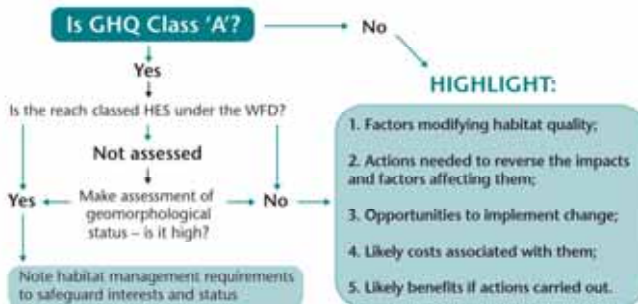 Is GHQ Class 'A'?
No
Yes
Is the reach classed HES under the WFD?
Not assessed
Yes
Make assessment of
geomorphological
status – is it high?
No
Note habitat management requirements
to safeguard interests and status
HIGHLIGHT:
1. Factors modifying habitat quality;
2. Actions needed to reverse the impacts
and factors affecting them;
3. Opportunities to implement change;
4. Likely costs associated with them;
5. Likely benefits if actions carried out.